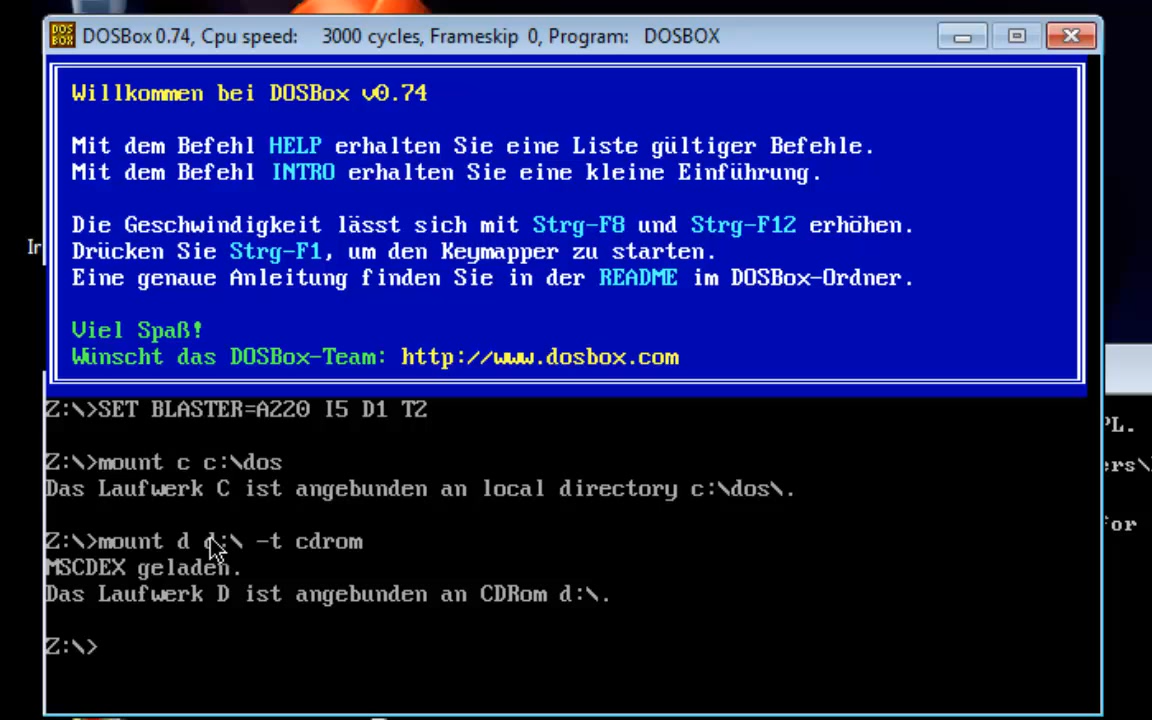 DOSBox 0.74, Cpu speed: 3000 cycles, Frameskip 0, Program: DOSBOX
Willkommen bei DOSBox v0.74
Mit dem Befehl HELP erhalten Sie eine Liste gültiger Befehle.
Mit dem Befehl INTRO erhalten Sie eine kleine Einführung.
Die Geschwindigkeit lässt sich mit Strg-F8 und Strg-F12 erhöhen.
Drücken Sie Strg-F1, um den Keymapper zu starten.
Eine genaue Anleitung finden Sie in der README im DOSBox-Ordner.
Viel Spaß!
Wünscht das DOSBox-Team: http://www.dosbox.com
Z:\>SET BLASTER=A220 I5 D1 T2
Z:\>mount c c:\dos
Das Laufwerk C ist angebunden an local directory c:\dos\.
Z:\>mount d d:\ -t cdrom
MSCDEX geladen.
Das Laufwerk D ist angebunden an CDRom d:\.
Z:\>